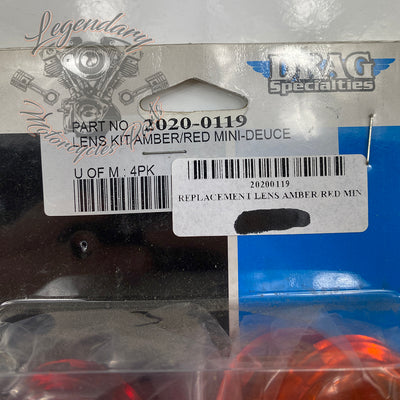 Legendary
Motorcycles Parts
DRAG
Specialties
PART NO : 2020-0119
LENS KIT AMBER/RED MINI-DEUCE
U OF M : 4PK
20200119
REPLACEMENT LENS AMBER/RED MIN